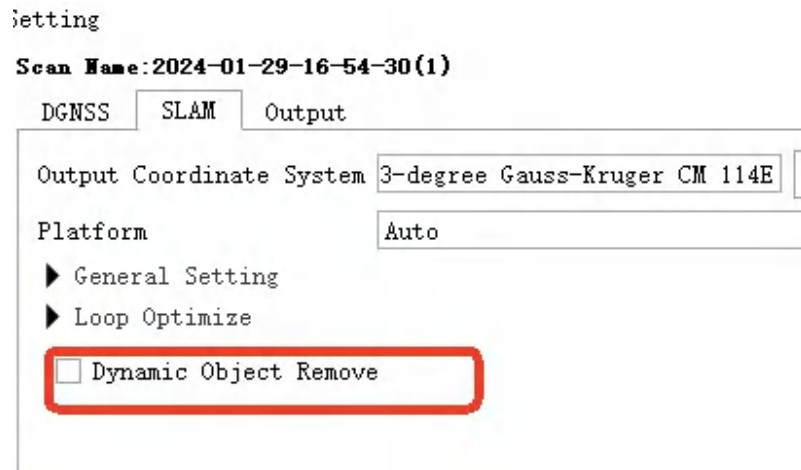 Setting
Scan Name:2024-01-29-16-54-30(1)
DGNSS SLAM Output
Output Coordinate System 3-degree Gauss-Kruger CM 114E
Platform Auto
General Setting
Loop Optimize
Dynamic Object Remove